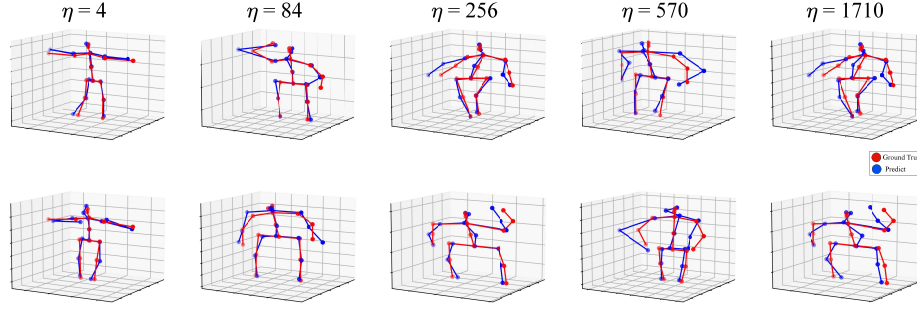 η = 4
η = 84
η = 256
η = 570
η = 1710
Ground Tru
Predict